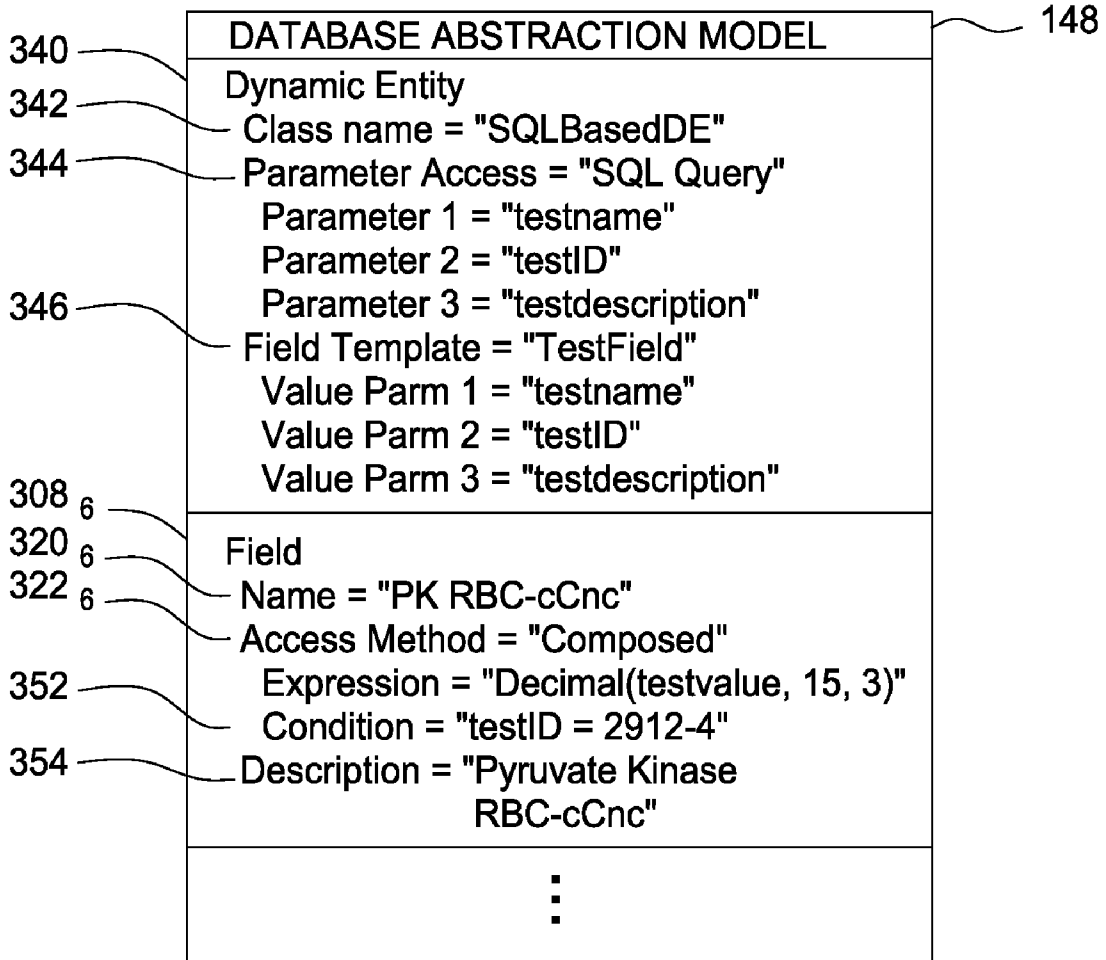 DATABASE ABSTRACTION MODEL
148
340
Dynamic Entity
342
Class name = "SQLBasedDE"
344
Parameter Access = "SQL Query"
Parameter 1 = "testname"
Parameter 2 = "testID"
Parameter 3 = "testdescription"
346
Field Template = "TestField"
Value Parm 1 = "testname"
Value Parm 2 = "testID"
Value Parm 3 = "testdescription"
308 6
Field
320 6
Name = "PK RBC-cCnc"
322 6
Access Method = "Composed"
Expression = "Decimal(testvalue, 15, 3)"
352
Condition = "testID = 2912-4"
354
Description = "Pyruvate Kinase
RBC-cCnc"